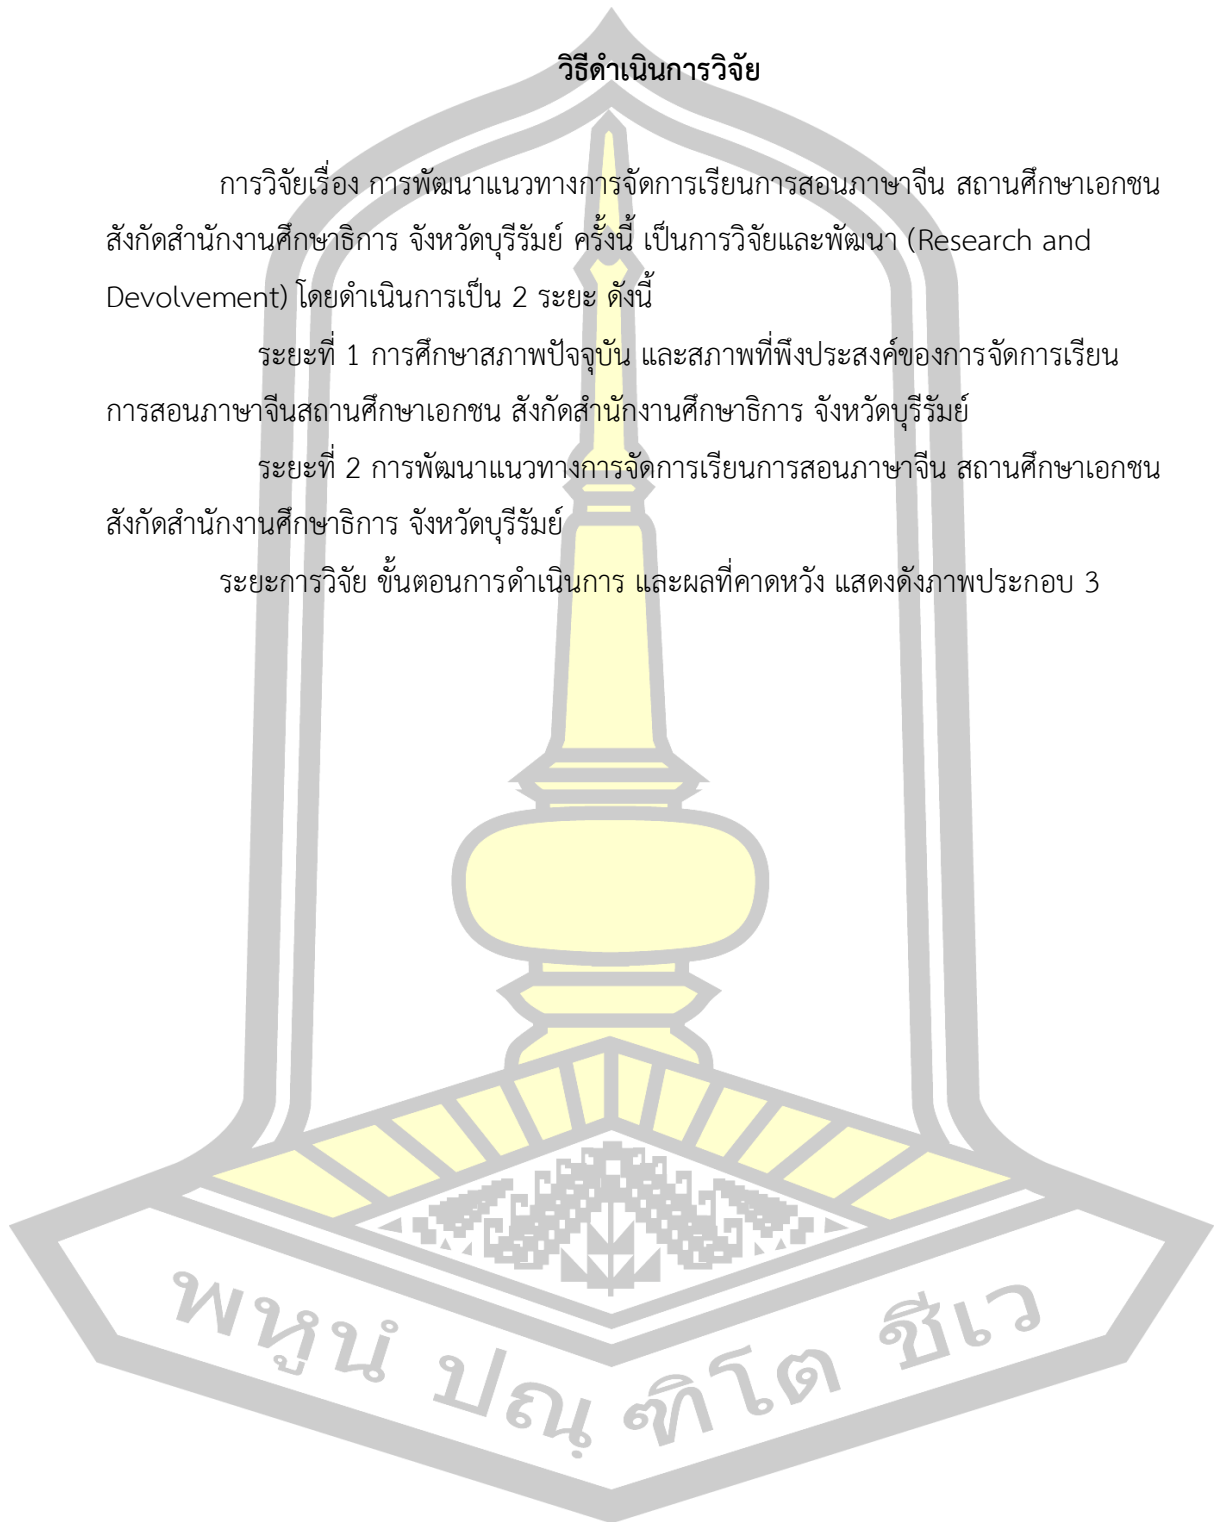 วิธีดำเนินการวิจัย
การวิจัยเรื่อง การพัฒนาแนวทางการจัดการเรียนการสอนภาษาจีน สถานศึกษาเอกชน
สังกัดสำนักงานศึกษาธิการ จังหวัดบุรีรัมย์ ครั้งนี้ เป็นการวิจัยและพัฒนา (Research and
Devolvement) โดยดำเนินการเป็น 2 ระยะ ดังนี้
ระยะที่ 1 การศึกษาสภาพปัจจุบัน และสภาพที่พึงประสงค์ของการจัดการเรียน
การสอนภาษาจีนสถานศึกษาเอกชน สังกัดสำนักงานศึกษาธิการ จังหวัดบุรีรัมย์
ระยะที่ 2 การพัฒนาแนวทางการจัดการเรียนการสอนภาษาจีน สถานศึกษาเอกชน
สังกัดสำนักงานศึกษาธิการ จังหวัดบุรีรัมย์
ระยะการวิจัย ขั้นตอนการดำเนินการ และผลที่คาดหวัง แสดงดังภาพประกอบ 3
พหูนํ ปณฺฑิโต ชีเว